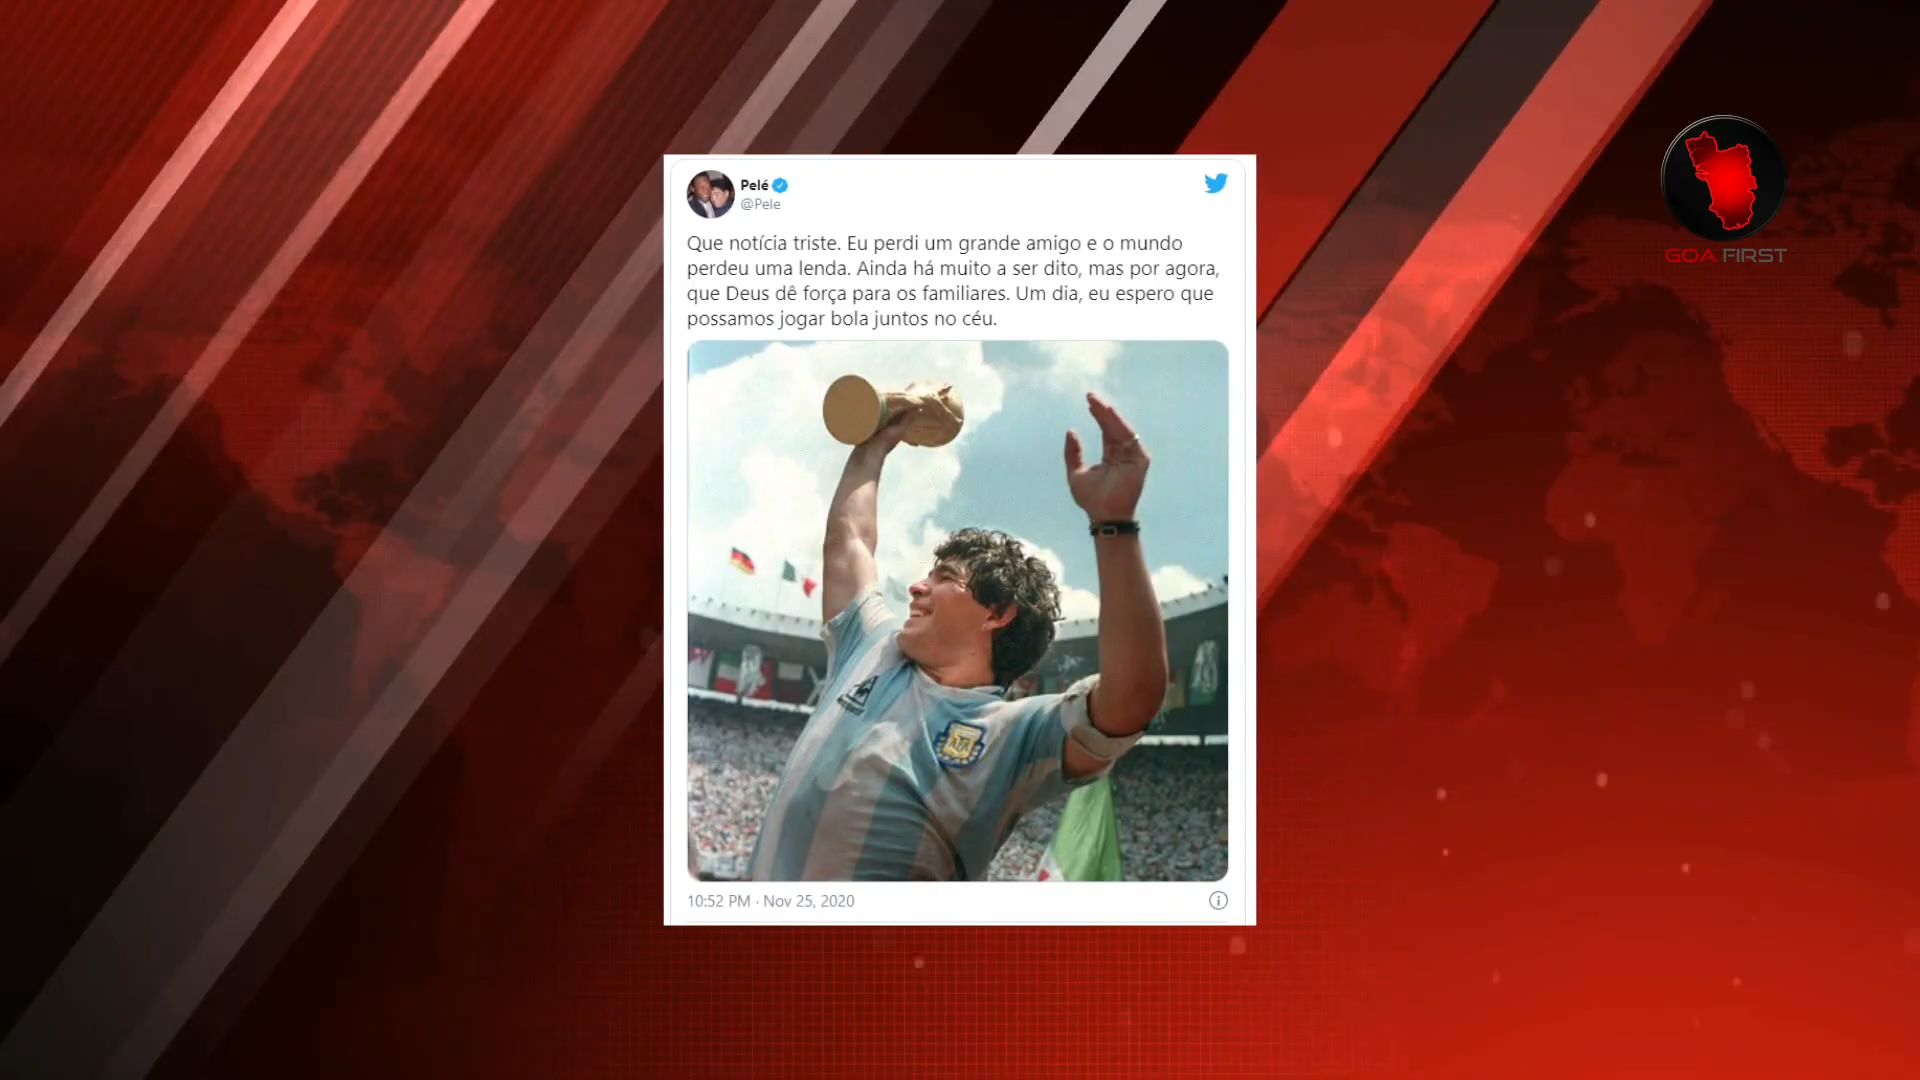 Pelé
@Pele
Que notícia triste. Eu perdi um grande amigo e o mundo
perdeu uma lenda. Ainda há muito a ser dito, mas por agora,
que Deus dê força para os familiares. Um dia, eu espero que
possamos jogar bola juntos no céu.
10:52 PM · Nov 25, 2020
GOA FIRST